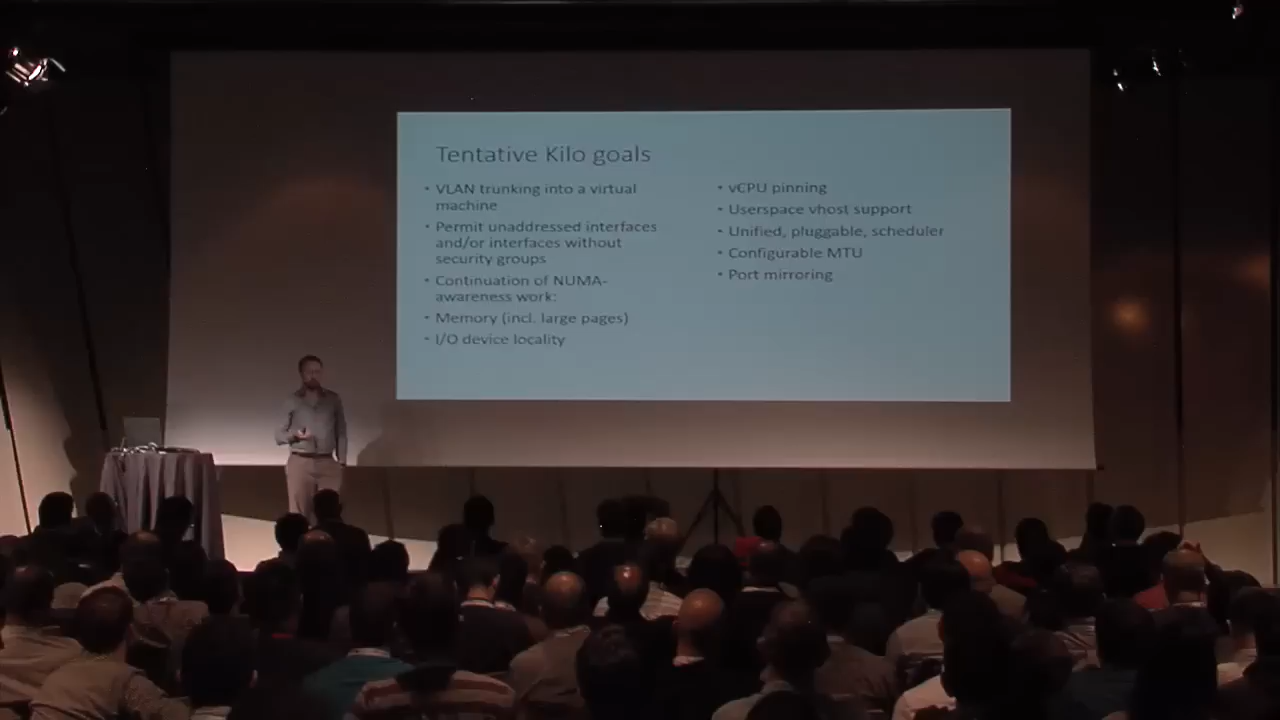 Tentative Kilo goals
• VLAN trunking into a virtual
machine
• Permit unaddressed interfaces
and/or interfaces without
security groups
• Continuation of NUMA-
awareness work:
• Memory (incl. large pages)
• I/O device locality
• vCPU pinning
• Userspace vhost support
• Unified, pluggable, scheduler
• Configurable MTU
• Port mirroring